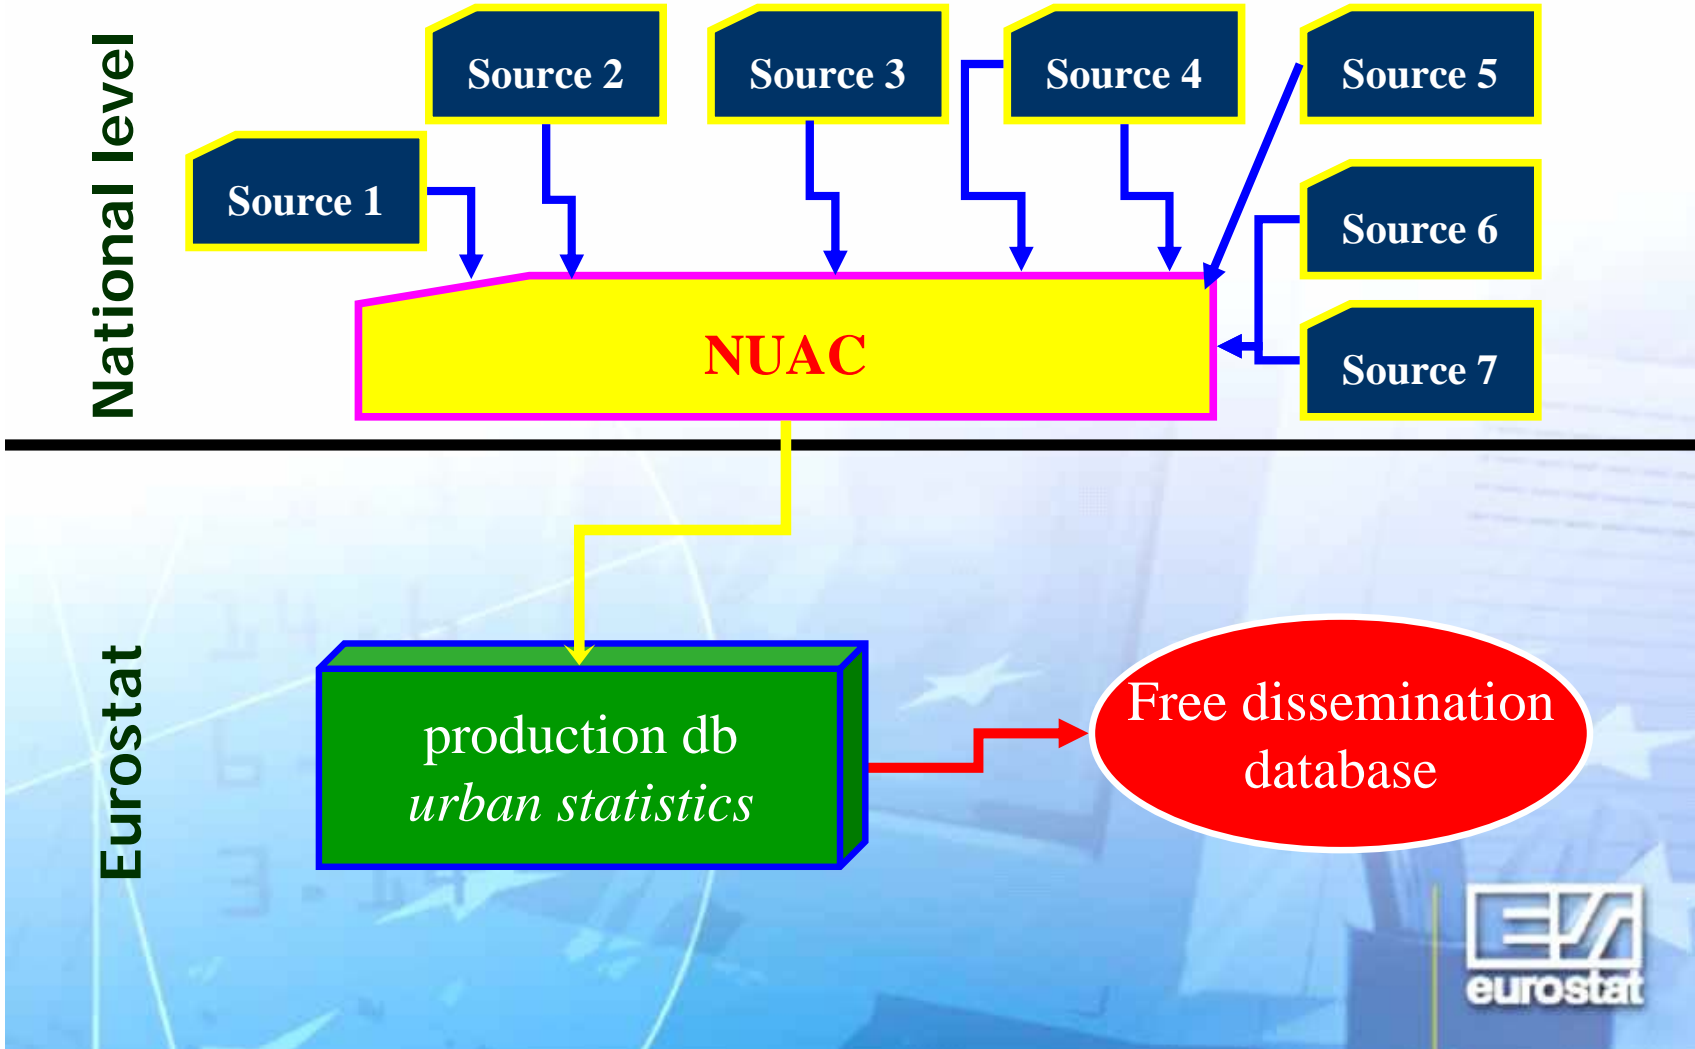 National level
Source 1
Source 2
Source 3
Source 4
Source 5
Source 6
Source 7
NUAC
Eurostat
production db
urban statistics
Free dissemination
database
eurostat